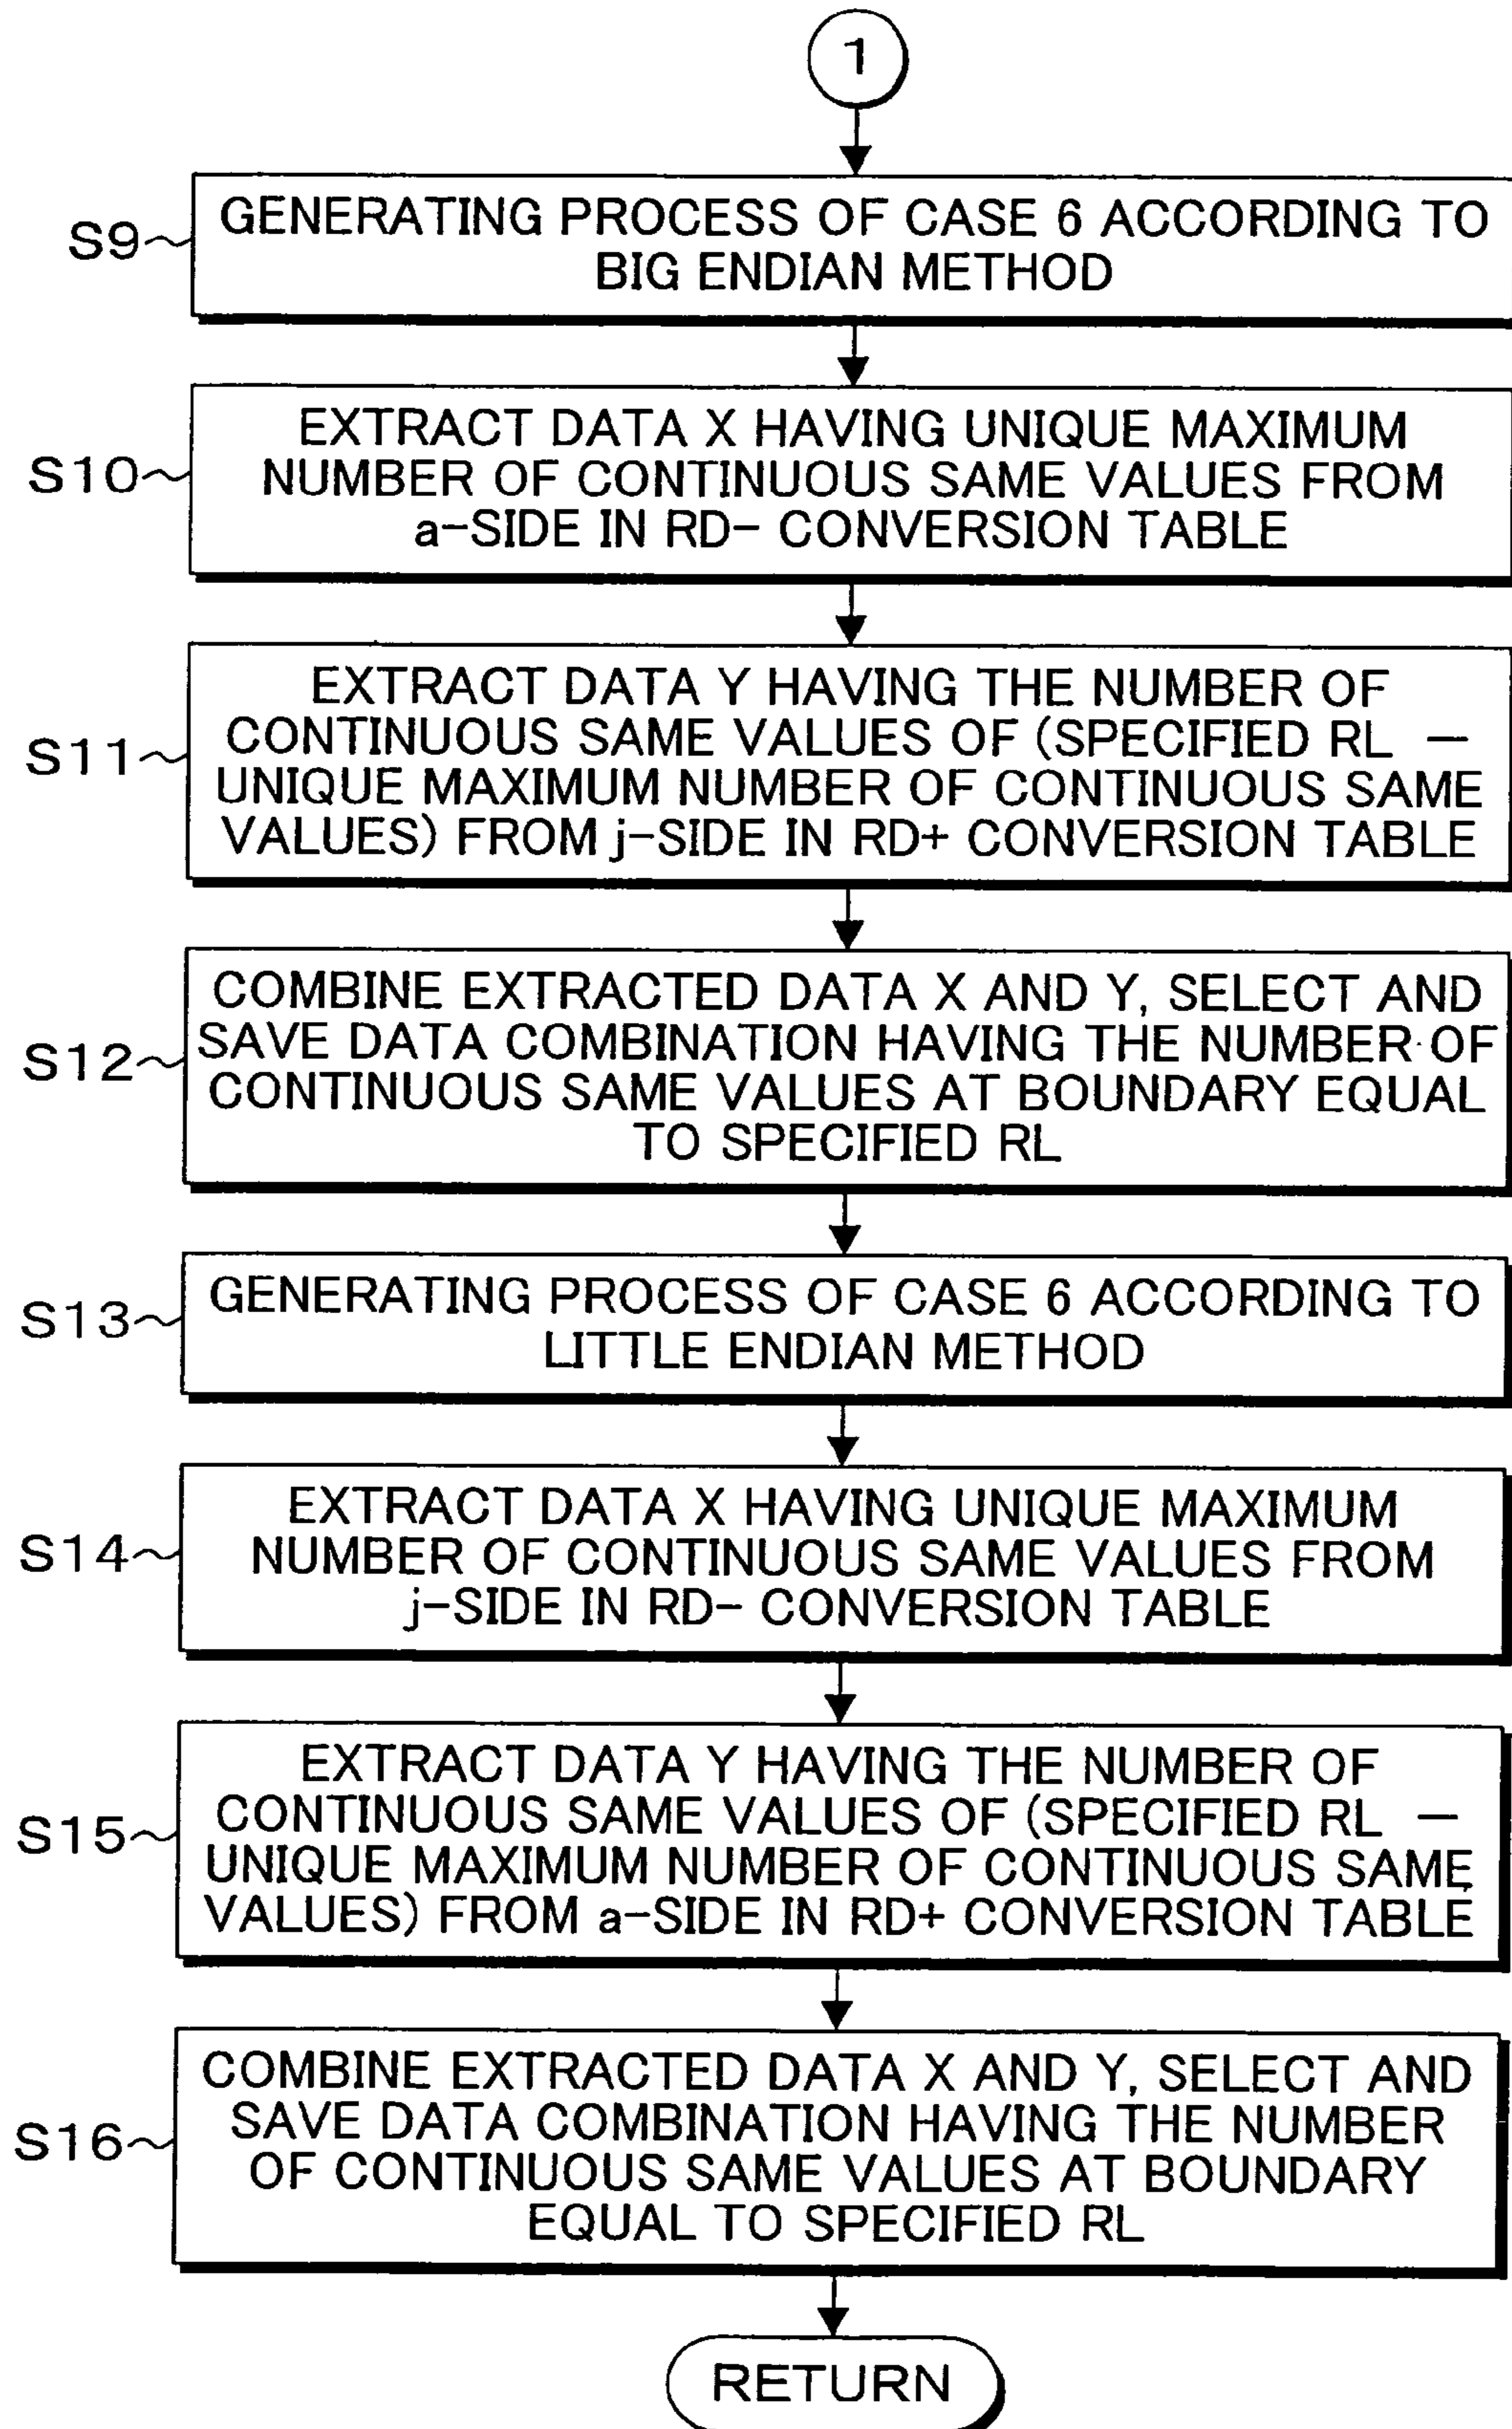 1
S9
GENERATING PROCESS OF CASE 6 ACCORDING TO
BIG ENDIAN METHOD
S10
EXTRACT DATA X HAVING UNIQUE MAXIMUM
NUMBER OF CONTINUOUS SAME VALUES FROM
a-SIDE IN RD- CONVERSION TABLE
S11
EXTRACT DATA Y HAVING THE NUMBER OF
CONTINUOUS SAME VALUES OF (SPECIFIED RL —
UNIQUE MAXIMUM NUMBER OF CONTINUOUS SAME
VALUES) FROM j-SIDE IN RD+ CONVERSION TABLE
S12
COMBINE EXTRACTED DATA X AND Y, SELECT AND
SAVE DATA COMBINATION HAVING THE NUMBER OF
CONTINUOUS SAME VALUES AT BOUNDARY EQUAL
TO SPECIFIED RL
S13
GENERATING PROCESS OF CASE 6 ACCORDING TO
LITTLE ENDIAN METHOD
S14
EXTRACT DATA X HAVING UNIQUE MAXIMUM
NUMBER OF CONTINUOUS SAME VALUES FROM
j-SIDE IN RD- CONVERSION TABLE
S15
EXTRACT DATA Y HAVING THE NUMBER OF
CONTINUOUS SAME VALUES OF (SPECIFIED RL —
UNIQUE MAXIMUM NUMBER OF CONTINUOUS SAME
VALUES) FROM a-SIDE IN RD+ CONVERSION TABLE
S16
COMBINE EXTRACTED DATA X AND Y, SELECT AND
SAVE DATA COMBINATION HAVING THE NUMBER
OF CONTINUOUS SAME VALUES AT BOUNDARY
EQUAL TO SPECIFIED RL
RETURN